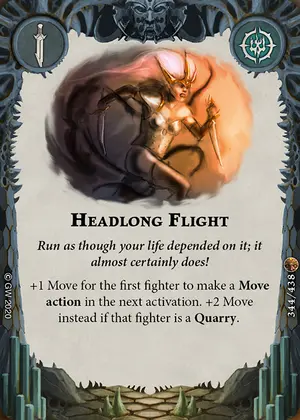 HEADLONG FLIGHT
Run as though your life depended on it; it
almost certainly does!
+1 Move for the first fighter to make a Move
action in the next activation. +2 Move
instead if that fighter is a Quarry.
© GW 2020
344/438